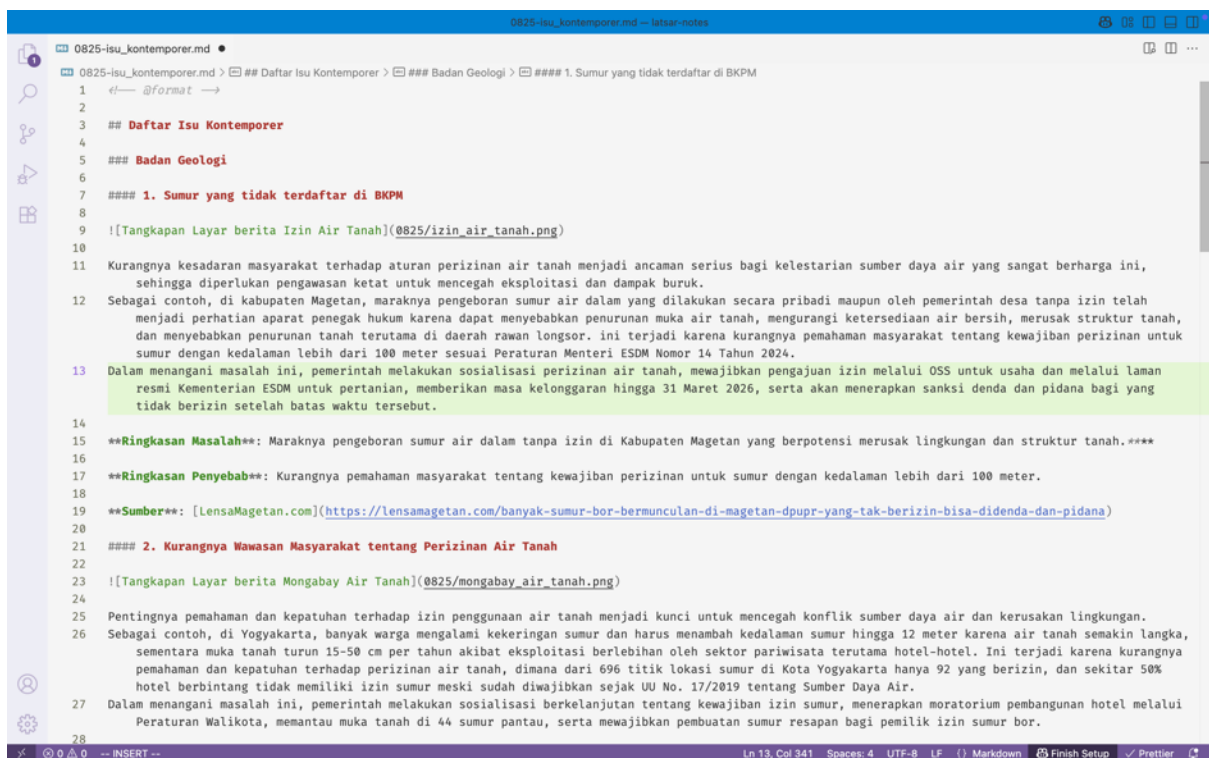 0825-isu_kontemporer.md — latsar-notes
0825-isu_kontemporer.md ●
0825-isu_kontemporer.md > ## Daftar Isu Kontemporer > ### Badan Geologi > #### 1. Sumur yang tidak terdaftar di BKPM
1
1 <!-- @format -->
2
3 ## Daftar Isu Kontemporer
4
5 ### Badan Geologi
6
7 #### 1. Sumur yang tidak terdaftar di BKPM
8
9 ![Tangkapan Layar berita Izin Air Tanah](0825/izin_air_tanah.png)
10
11 Kurangnya kesadaran masyarakat terhadap aturan perizinan air tanah menjadi ancaman serius bagi kelestarian sumber daya air yang sangat berharga ini,
sehingga diperlukan pengawasan ketat untuk mencegah eksploitasi dan dampak buruk.
12 Sebagai contoh, di kabupaten Magetan, maraknya pengeboran sumur air dalam yang dilakukan secara pribadi maupun oleh pemerintah desa tanpa izin telah
menjadi perhatian aparat penegak hukum karena dapat menyebabkan penurunan muka air tanah, mengurangi ketersediaan air bersih, merusak struktur tanah,
dan menyebabkan penurunan tanah terutama di daerah rawan longsor. ini terjadi karena kurangnya pemahaman masyarakat tentang kewajiban perizinan untuk
sumur dengan kedalaman lebih dari 100 meter sesuai Peraturan Menteri ESDM Nomor 14 Tahun 2024.
13 Dalam menangani masalah ini, pemerintah melakukan sosialisasi perizinan air tanah, mewajibkan pengajuan izin melalui OSS untuk usaha dan melalui laman
resmi Kementerian ESDM untuk pertanian, memberikan masa kelonggaran hingga 31 Maret 2026, serta akan menerapkan sanksi denda dan pidana bagi yang
tidak berizin setelah batas waktu tersebut.
14
15 **Ringkasan Masalah**: Maraknya pengeboran sumur air dalam tanpa izin di Kabupaten Magetan yang berpotensi merusak lingkungan dan struktur tanah.****
16
17 **Ringkasan Penyebab**: Kurangnya pemahaman masyarakat tentang kewajiban perizinan untuk sumur dengan kedalaman lebih dari 100 meter.
18
19 **Sumber**: [LensaMagetan.com](https://lensamagetan.com/banyak-sumur-bor-bermunculan-di-magetan-dpupr-yang-tak-berizin-bisa-didenda-dan-pidana)
20
21 #### 2. Kurangnya Wawasan Masyarakat tentang Perizinan Air Tanah
22
23 ![Tangkapan Layar berita Mongabay Air Tanah](0825/mongabay_air_tanah.png)
24
25 Pentingnya pemahaman dan kepatuhan terhadap izin penggunaan air tanah menjadi kunci untuk mencegah konflik sumber daya air dan kerusakan lingkungan.
26 Sebagai contoh, di Yogyakarta, banyak warga mengalami kekeringan sumur dan harus menambah kedalaman sumur hingga 12 meter karena air tanah semakin langka,
sementara muka tanah turun 15-50 cm per tahun akibat eksploitasi berlebihan oleh sektor pariwisata terutama hotel-hotel. Ini terjadi karena kurangnya
pemahaman dan kepatuhan terhadap perizinan air tanah, dimana dari 696 titik lokasi sumur di Kota Yogyakarta hanya 92 yang berizin, dan sekitar 50%
hotel berbintang tidak memiliki izin sumur meski sudah diwajibkan sejak UU No. 17/2019 tentang Sumber Daya Air.
27 Dalam menangani masalah ini, pemerintah melakukan sosialisasi berkelanjutan tentang kewajiban izin sumur, menerapkan moratorium pembangunan hotel melalui
Peraturan Walikota, memantau muka tanah di 44 sumur pantau, serta mewajibkan pembuatan sumur resapan bagi pemilik izin sumur bor.
28
0 0 -- INSERT -- Ln 13, Col 341 Spaces: 4 UTF-8 LF {} Markdown Finish Setup ✓ Prettier